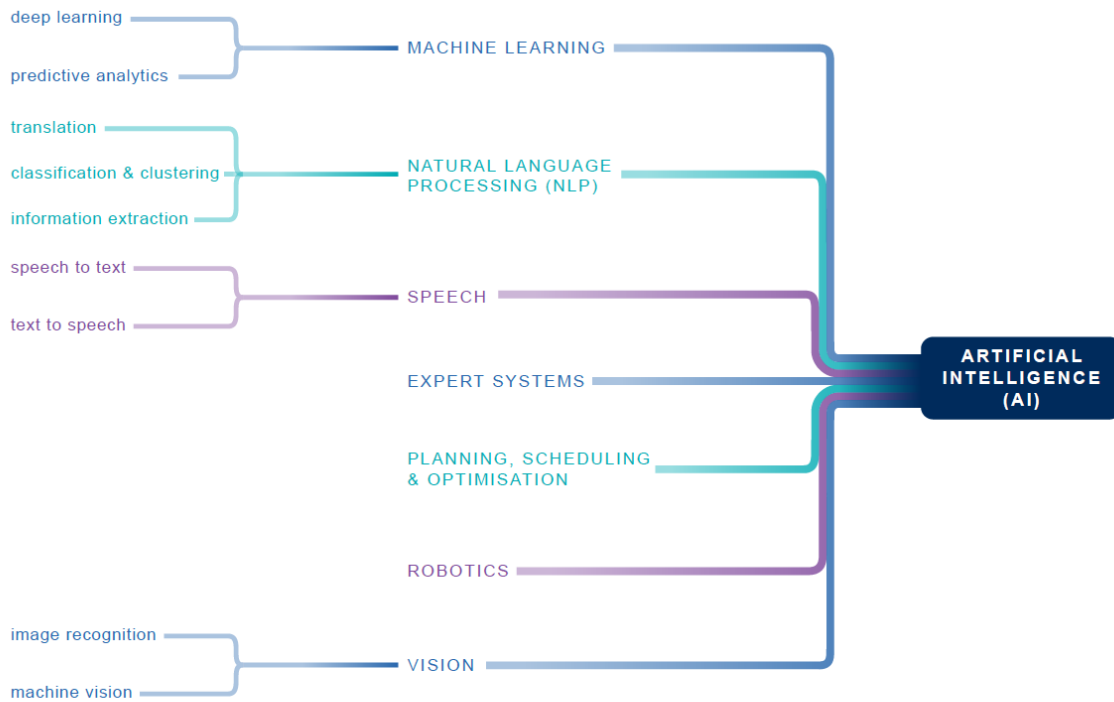 deep learning
predictive analytics
MACHINE LEARNING
translation
classification & clustering
information extraction
NATURAL LANGUAGE
PROCESSING (NLP)
speech to text
text to speech
SPEECH
EXPERT SYSTEMS
PLANNING, SCHEDULING
& OPTIMISATION
ROBOTICS
image recognition
machine vision
VISION
ARTIFICIAL
INTELLIGENCE
(AI)